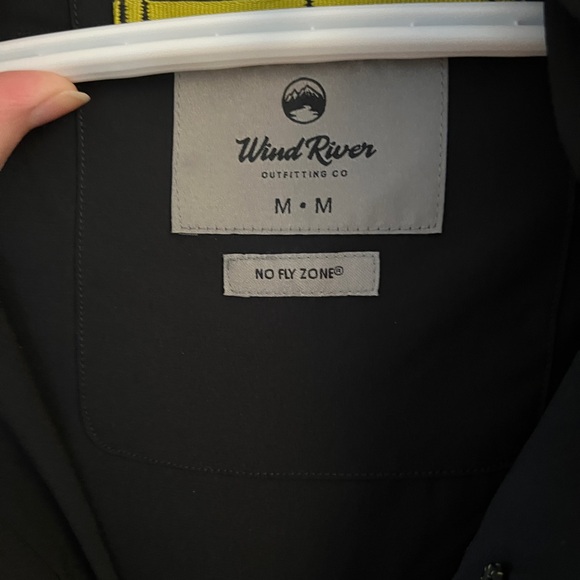 Wind River
OUTFITTING CO
M • M
NO FLY ZONE®